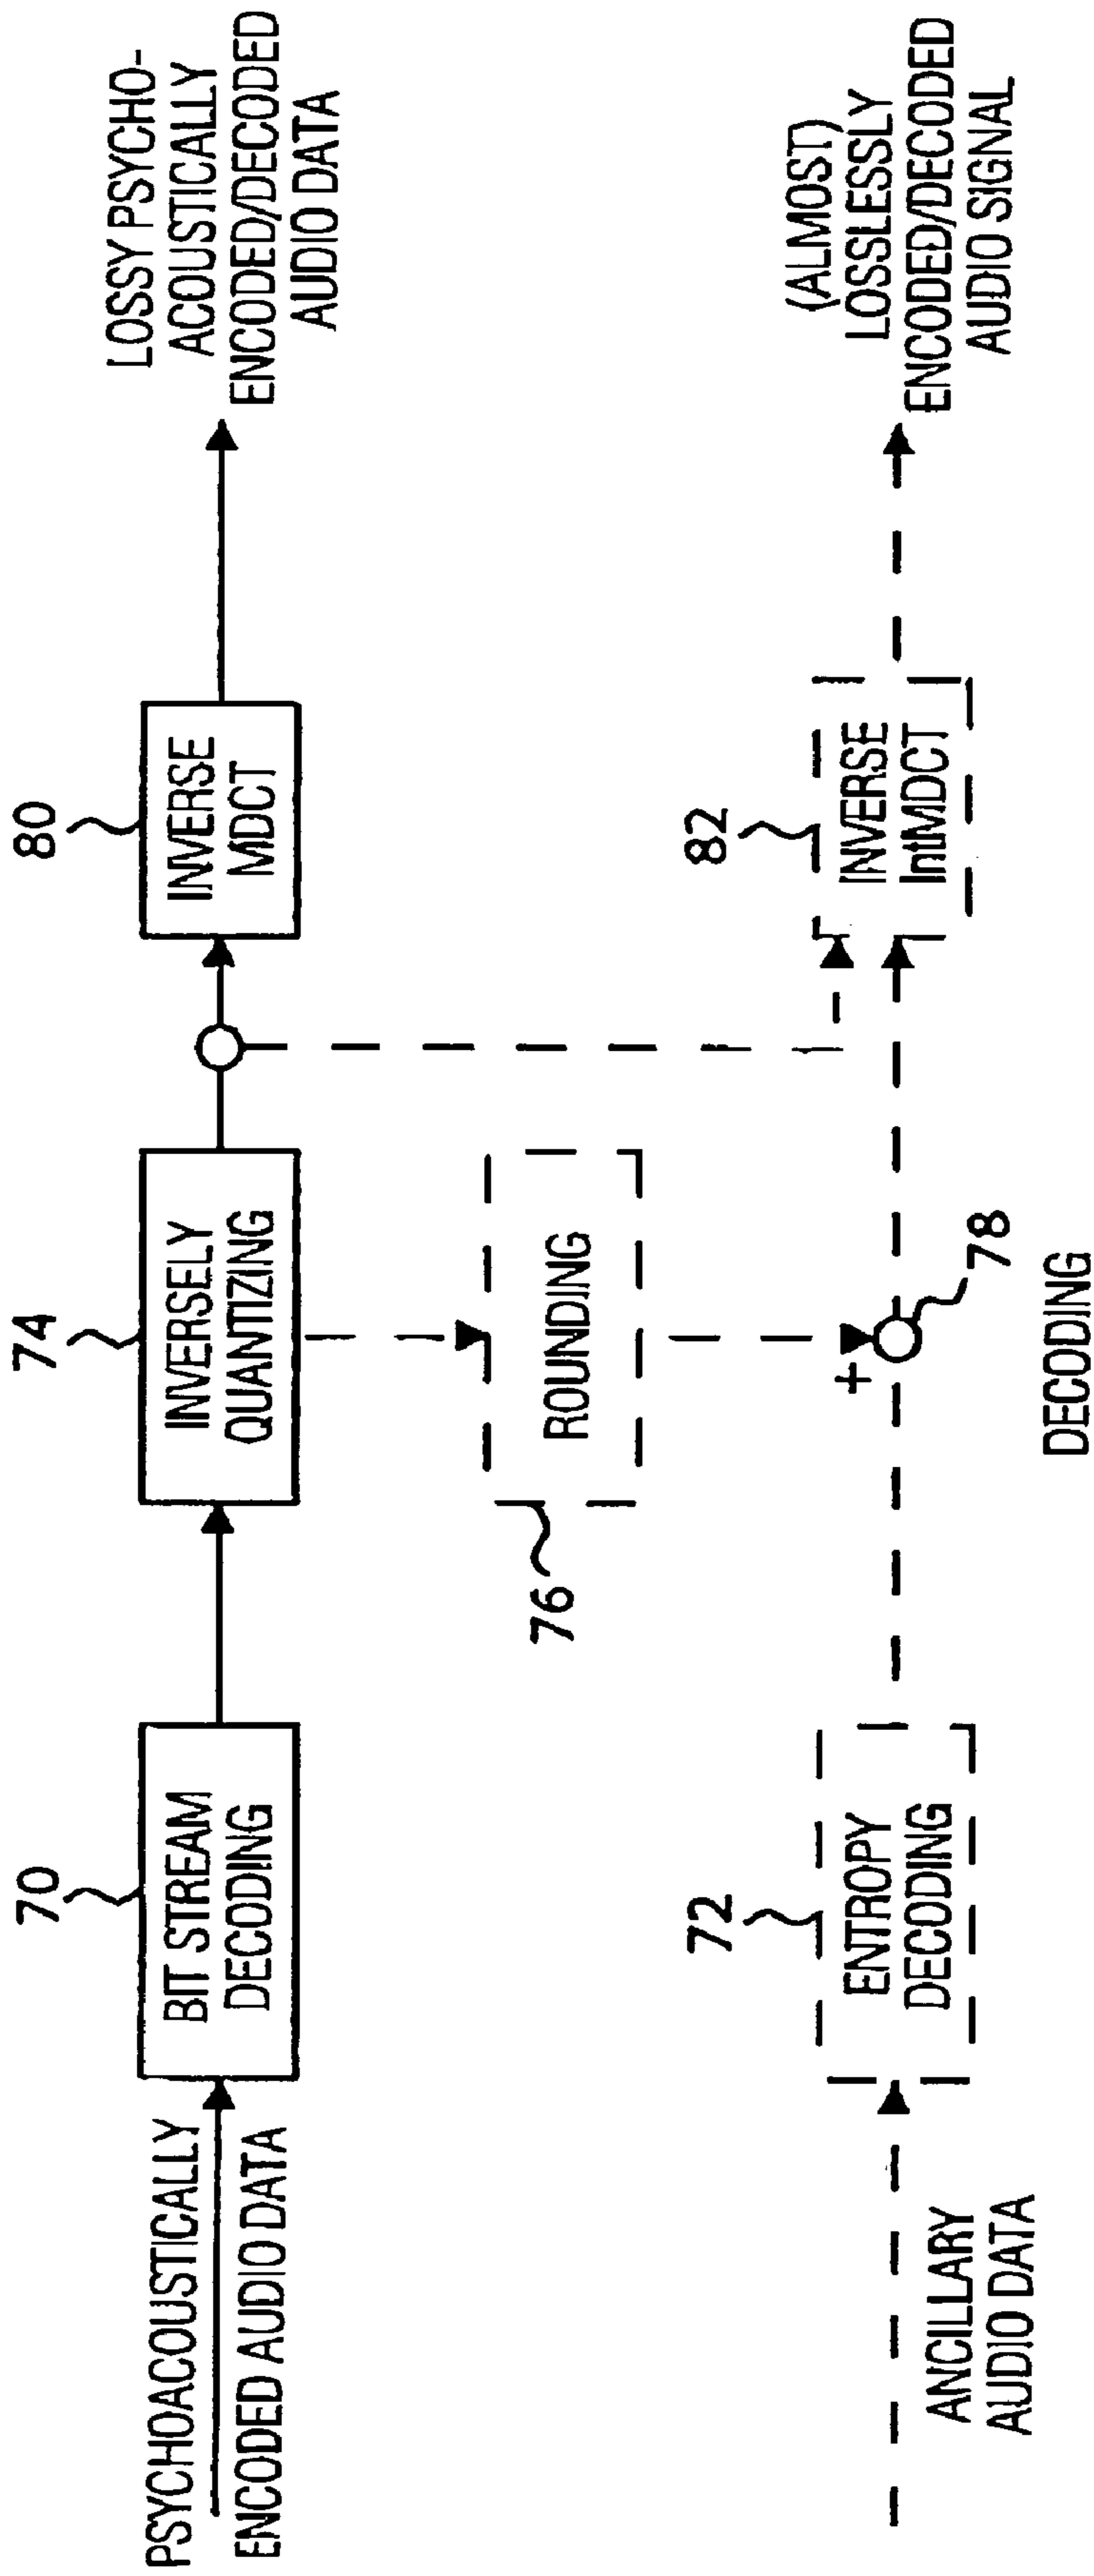 PSYCHOACOUSTICALLY
ENCODED AUDIO DATA
70
BIT STREAM
DECODING
74
INVERSELY
QUANTIZING
80
INVERSE
MDCT
LOSSY PSYCHO-
ACOUSTICALLY
ENCODED/DECODED
AUDIO DATA
76
ROUNDING
ANCILLARY
AUDIO DATA
72
ENTROPY
DECODING
+
78
82
INVERSE
IntMDCT
(ALMOST)
LOSSLESSLY
ENCODED/DECODED
AUDIO SIGNAL
DECODING